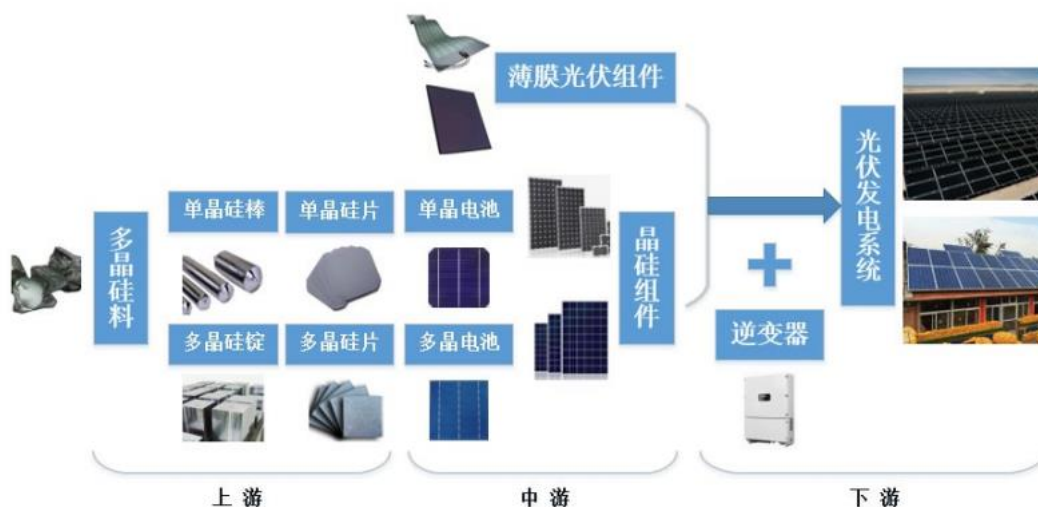 薄膜光伏组件
多晶硅料
单晶硅棒
单晶硅片
单晶电池
多晶硅锭
多晶硅片
多晶电池
晶硅组件
逆变器
光伏发电系统
上游
中游
下游